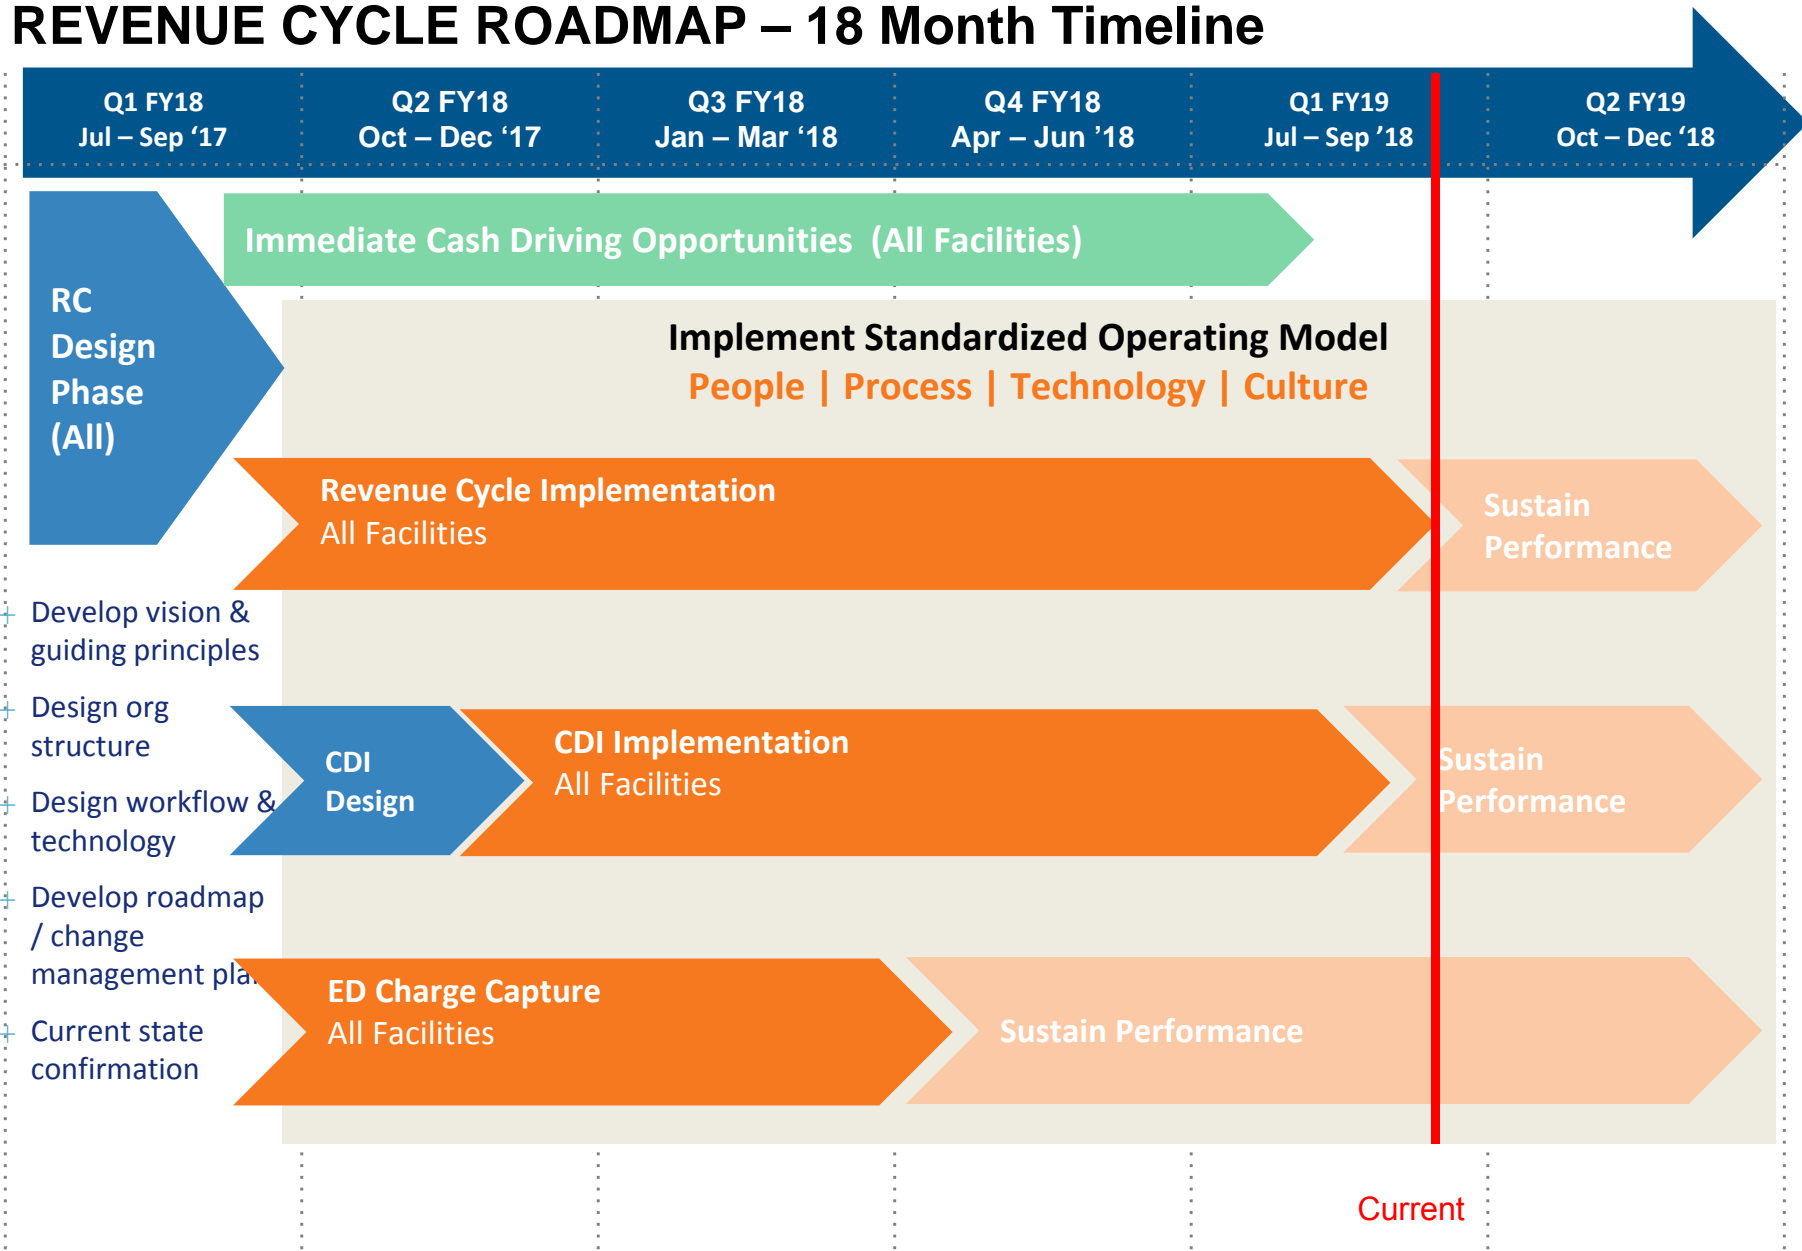 REVENUE CYCLE ROADMAP – 18 Month Timeline
Q1 FY18
Jul – Sep ‘17
Q2 FY18
Oct – Dec ‘17
Q3 FY18
Jan – Mar ‘18
Q4 FY18
Apr – Jun ’18
Q1 FY19
Jul – Sep ’18
Q2 FY19
Oct – Dec ‘18
Immediate Cash Driving Opportunities (All Facilities)
RC
Design
Phase
(All)
Implement Standardized Operating Model
People | Process | Technology | Culture
Revenue Cycle Implementation
All Facilities
Sustain
Performance
+ Develop vision &
guiding principles
+ Design org
structure
+ Design workflow &
technology
+ Develop roadmap
/ change
management pla
+ Current state
confirmation
CDI
Design
CDI Implementation
All Facilities
Sustain
Performance
ED Charge Capture
All Facilities
Sustain Performance
Current